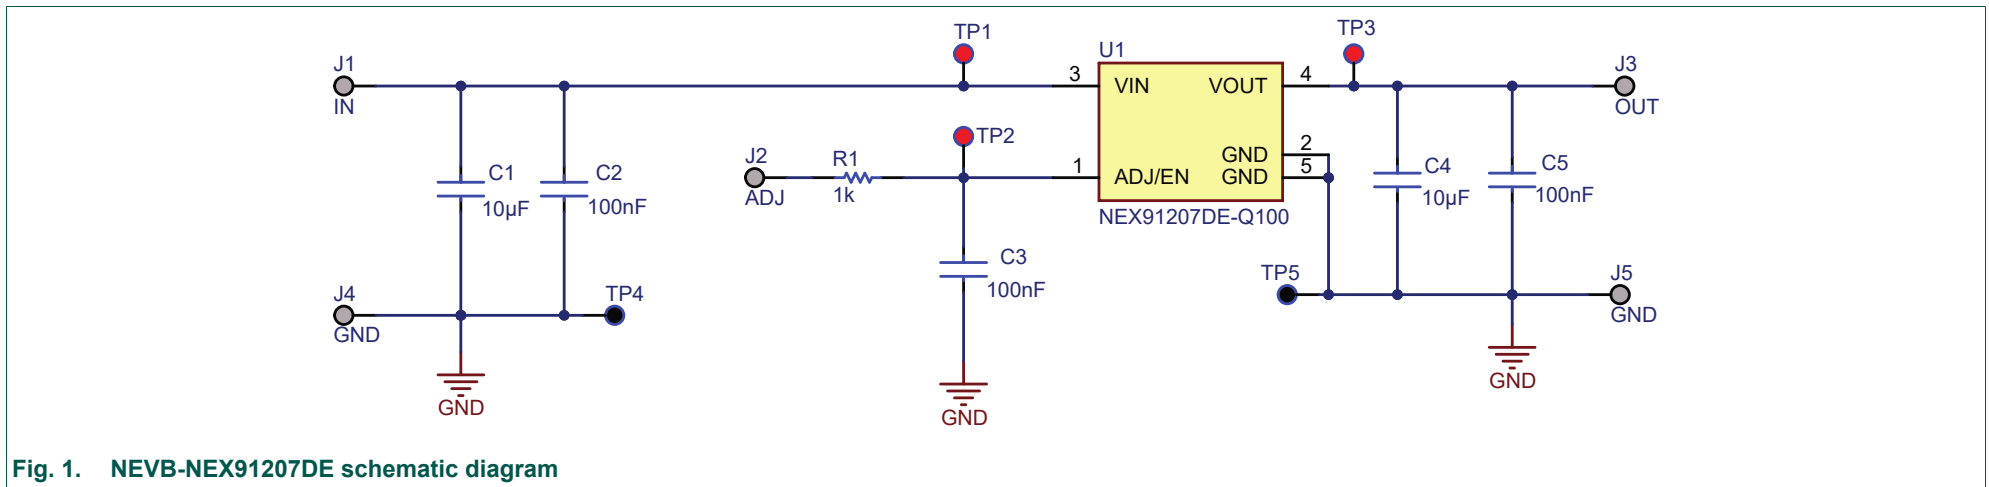 TP1
TP3
U1
J1
IN
3
VIN
VOUT
4
J3
OUT
TP2
J2
ADJ
R1
1k
1
ADJ/EN
GND
2
GND
5
NEX91207DE-Q100
C1
10µF
C2
100nF
C4
10µF
C5
100nF
C3
100nF
J4
GND
TP4
TP5
J5
GND
GND
GND
GND
Fig. 1. NEVB-NEX91207DE schematic diagram